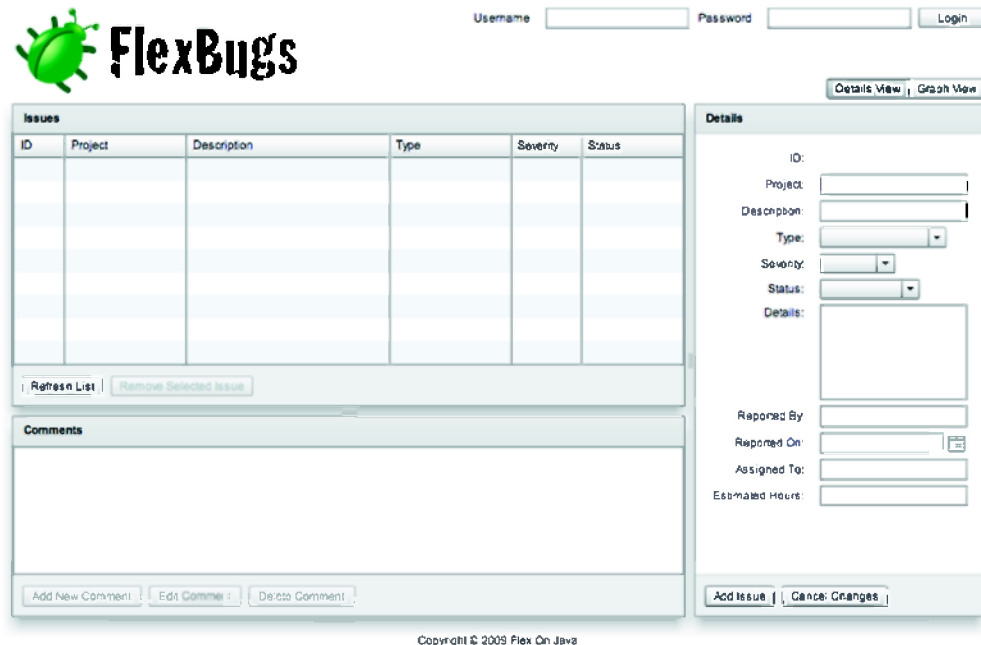 Username Password Login
FlexBugs
Details View Graph View
Issues
ID Project Description Type Severity Status
Refresh List Remove Selected Issue
Comments
Add New Comment Edit Comment Delete Comment
Details
ID:
Project:
Description:
Type:
Severity:
Status:
Details:
Reported By:
Reported On:
Assigned To:
Estimated Hours:
Add Issue Cancel Changes
Copyright © 2009 Flex On Java